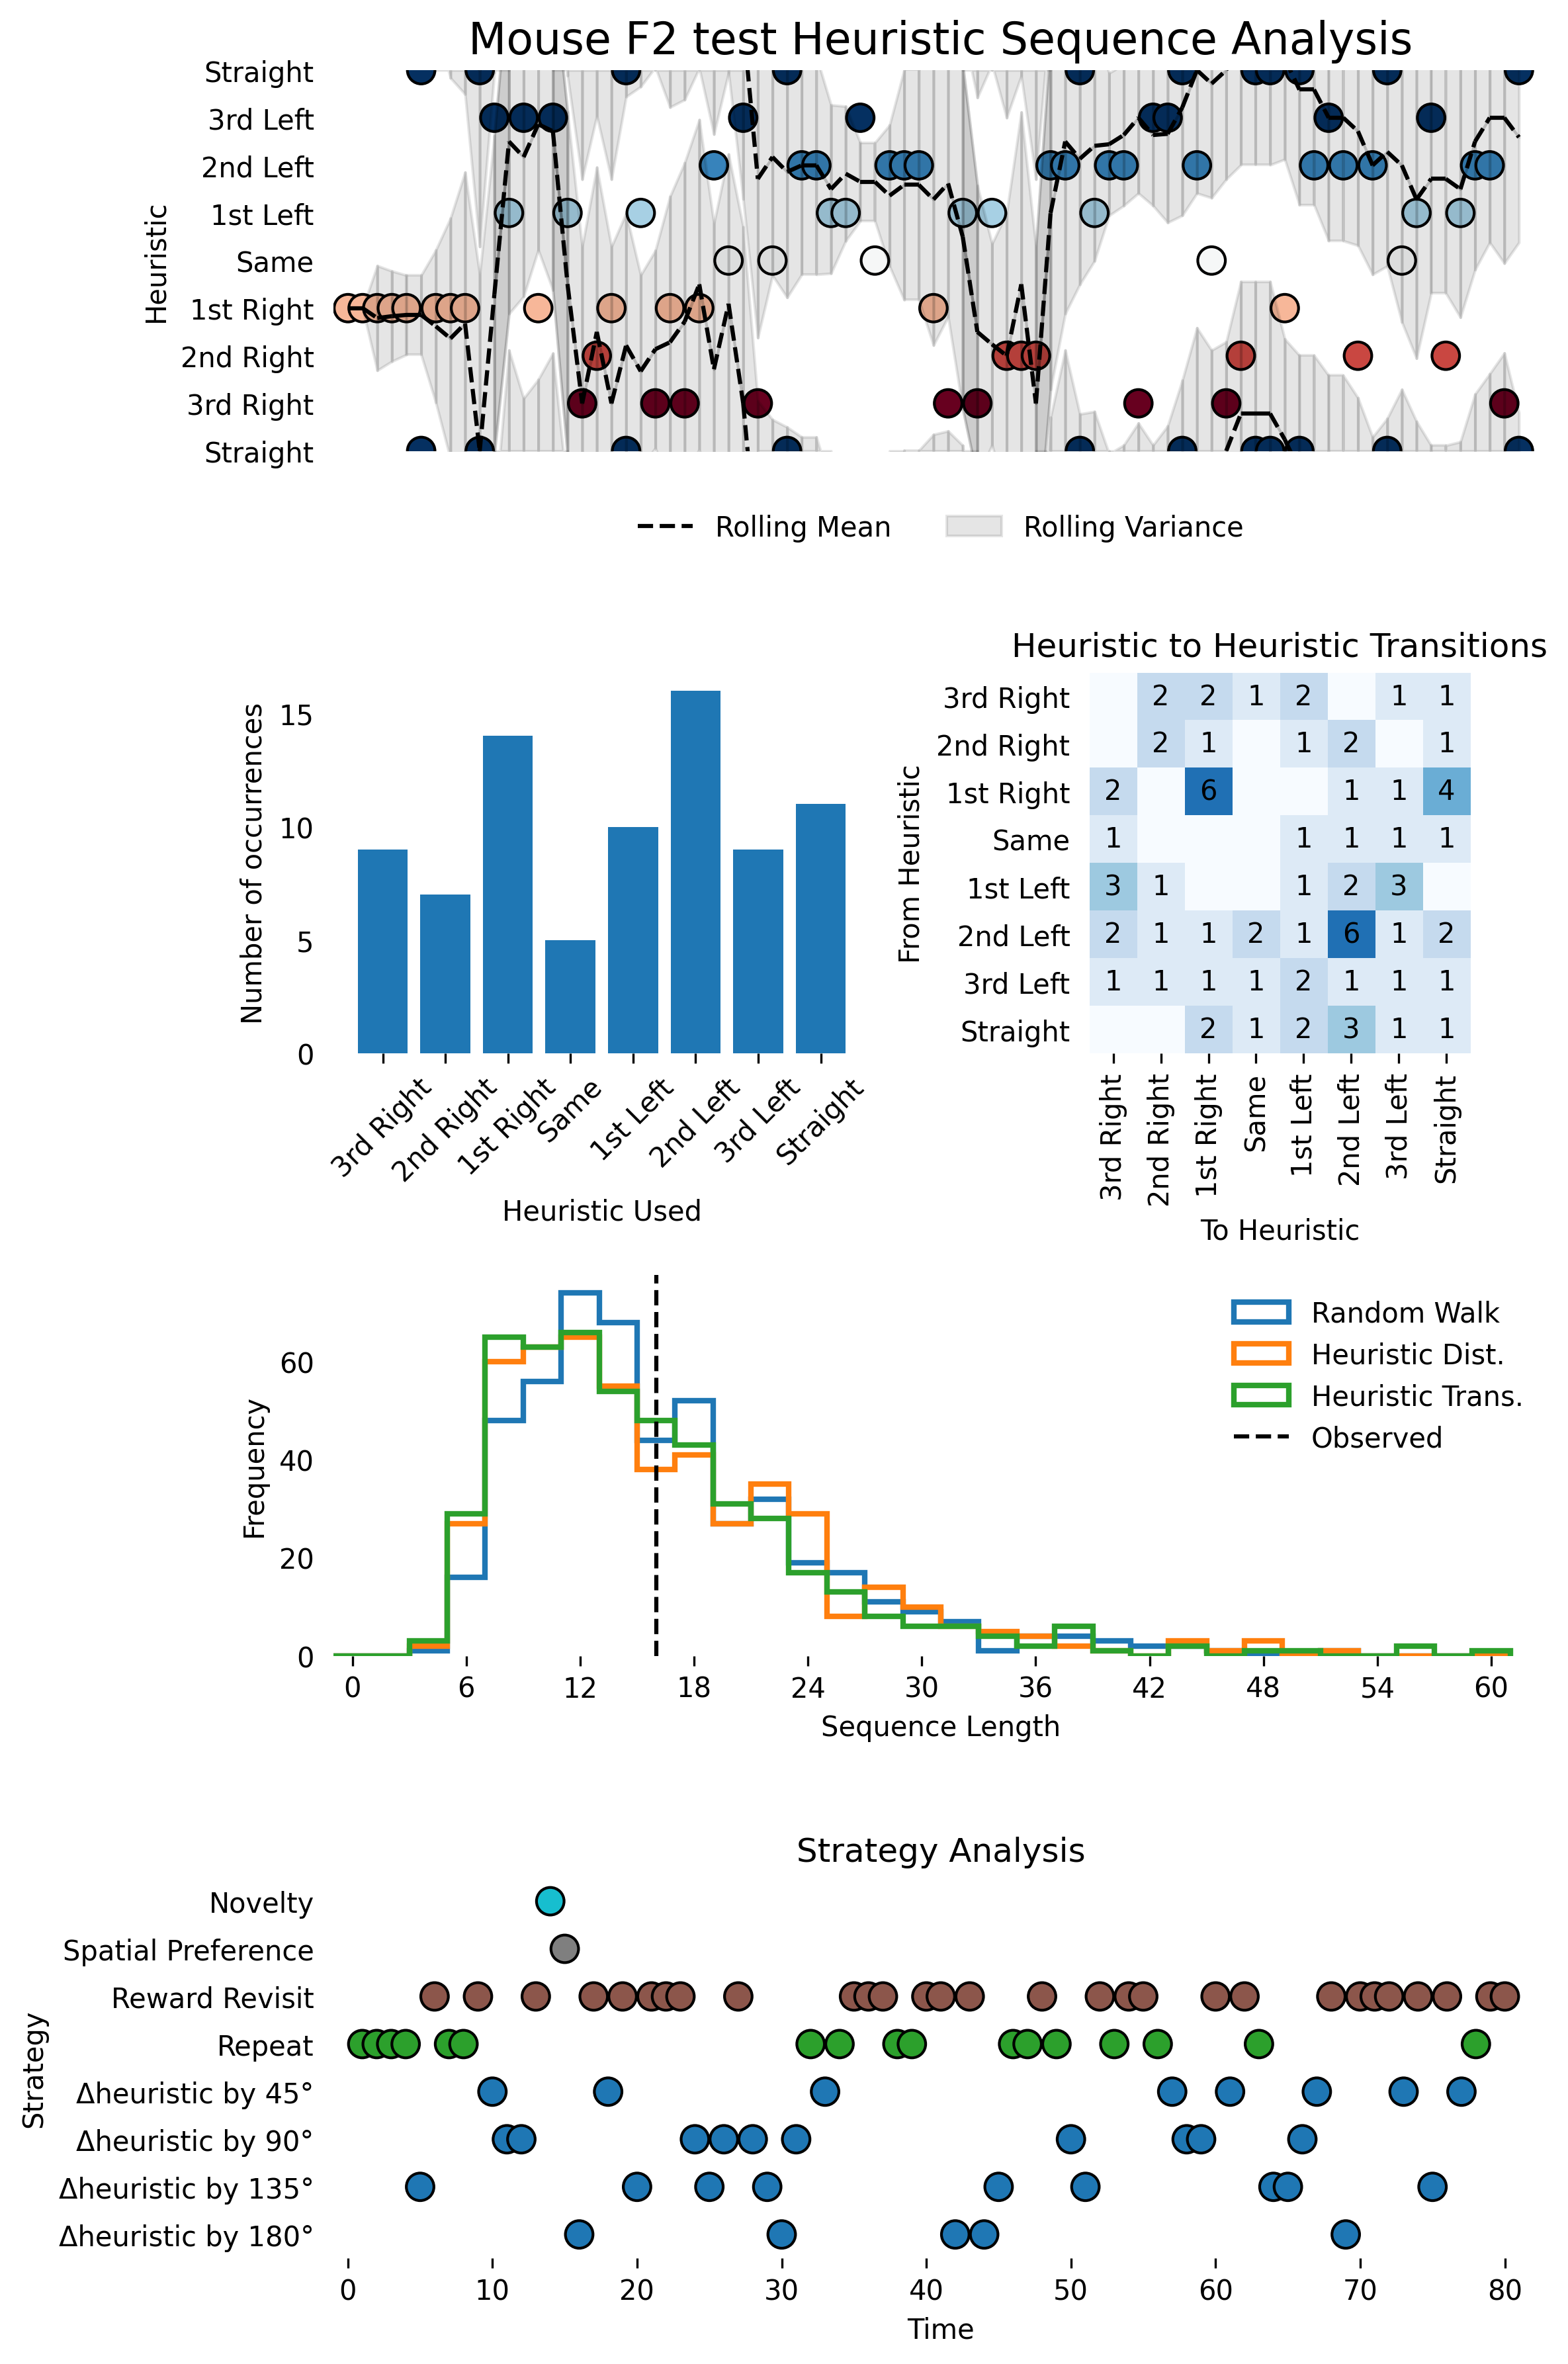 Mouse F2 test Heuristic Sequence Analysis
Straight
3rd Left
2nd Left
1st Left
Same
1st Right
2nd Right
3rd Right
Straight
Heuristic
Rolling Mean
Rolling Variance
15
10
5
0
Number of occurrences
3rd Right
2nd Right
1st Right
Same
1st Left
2nd Left
3rd Left
Straight
Heuristic Used
Heuristic to Heuristic Transitions
3rd Right 2 2 1 2 1 1
2nd Right 2 1 1 2 1
1st Right 2 6 1 1 4
Same 1 1 1 1 1
1st Left 3 1 1 2 3
2nd Left 2 1 1 2 1 6 1 2
3rd Left 1 1 1 1 2 1 1 1
Straight 2 1 2 3 1 1
From Heuristic
3rd Right
2nd Right
1st Right
Same
1st Left
2nd Left
3rd Left
Straight
To Heuristic
60
40
20
0
Frequency
Random Walk
Heuristic Dist.
Heuristic Trans.
Observed
0 6 12 18 24 30 36 42 48 54 60
Sequence Length
Strategy Analysis
Novelty
Spatial Preference
Reward Revisit
Repeat
Δheuristic by 45°
Δheuristic by 90°
Δheuristic by 135°
Δheuristic by 180°
Strategy
0 10 20 30 40 50 60 70 80
Time